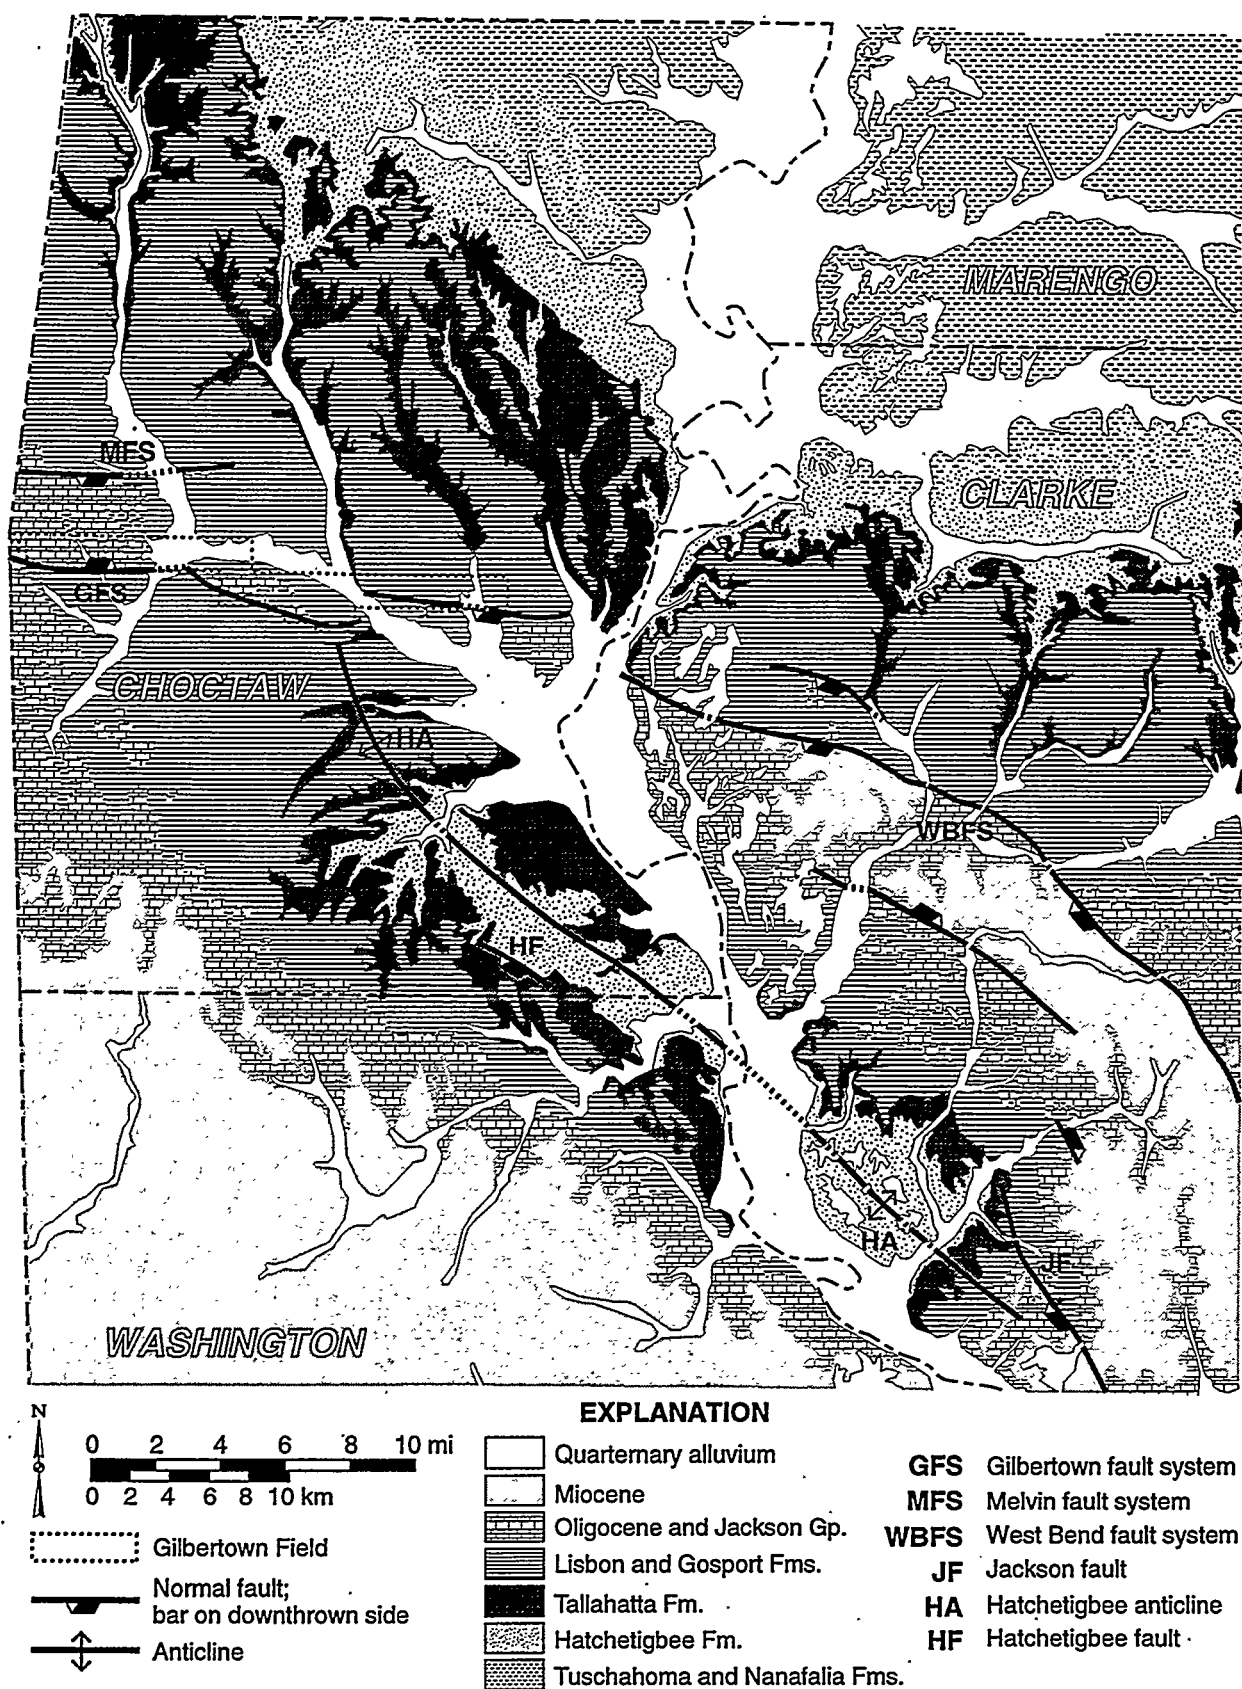 MARENGO
MFS
CLARKE
GFS
CHOCTAW
HA
WBFS
HF
HA
JF
WASHINGTON
EXPLANATION
N
0 2 4 6 8 10 mi
0 2 4 6 8 10 km
Gilbertown Field
Normal fault;
bar on downthrown side
Anticline
Quarternary alluvium
Miocene
Oligocene and Jackson Gp.
Lisbon and Gosport Fms.
Tallahatta Fm.
Hatchetigbee Fm.
Tuschahoma and Nanafalia Fms.
GFS Gilbertown fault system
MFS Melvin fault system
WBFS West Bend fault system
JF Jackson fault
HA Hatchetigbee anticline
HF Hatchetigbee fault